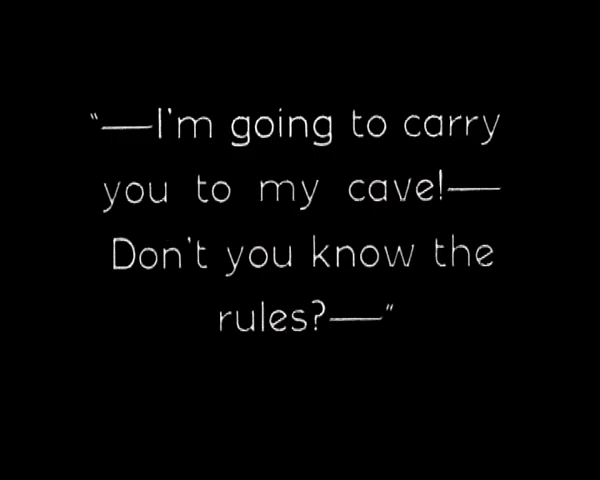 "—I'm going to carry
you to my cave!—
Don't you know the
rules?—"